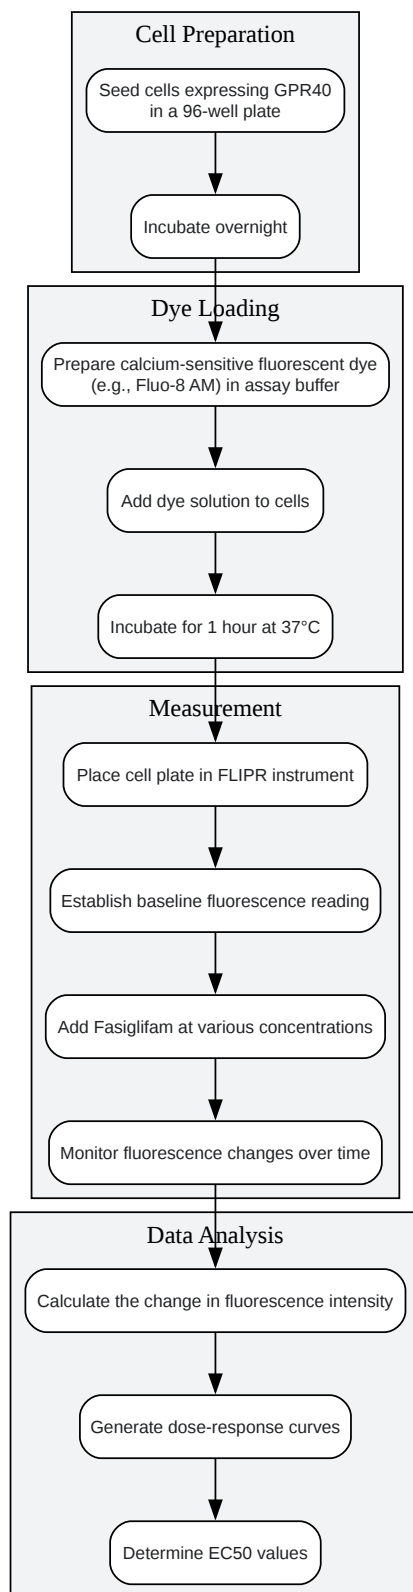 Cell Preparation
Seed cells expressing GPR40
in a 96-well plate
Incubate overnight
Dye Loading
Prepare calcium-sensitive fluorescent dye
(e.g., Fluo-8 AM) in assay buffer
Add dye solution to cells
Incubate for 1 hour at 37°C
Measurement
Place cell plate in FLIPR instrument
Establish baseline fluorescence reading
Add Fasiglifam at various concentrations
Monitor fluorescence changes over time
Data Analysis
Calculate the change in fluorescence intensity
Generate dose-response curves
Determine EC50 values